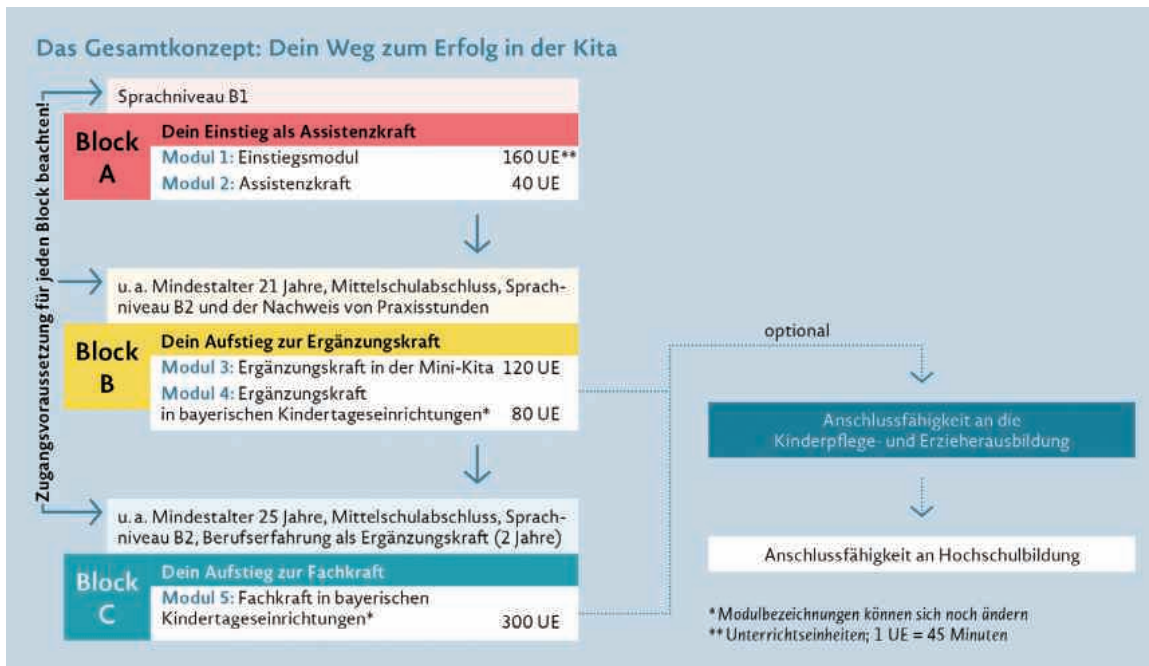 Das Gesamtkonzept: Dein Weg zum Erfolg in der Kita
Zugangsvoraussetzung für jeden Block beachten!
Sprachniveau B1
Block
A
Dein Einstieg als Assistenzkraft
Modul 1: Einstiegsmodul 160 UE**
Modul 2: Assistenzkraft 40 UE
u. a. Mindestalter 21 Jahre, Mittelschulabschluss, Sprach-
niveau B2 und der Nachweis von Praxisstunden
Block
B
Dein Aufstieg zur Ergänzungskraft
Modul 3: Ergänzungskraft in der Mini-Kita 120 UE
Modul 4: Ergänzungskraft
in bayerischen Kindertageseinrichtungen* 80 UE
u. a. Mindestalter 25 Jahre, Mittelschulabschluss, Sprach-
niveau B2, Berufserfahrung als Ergänzungskraft (2 Jahre)
Block
C
Dein Aufstieg zur Fachkraft
Modul 5: Fachkraft in bayerischen
Kindertageseinrichtungen* 300 UE
optional
Anschlussfähigkeit an die
Kinderpflege- und Erzieherausbildung
Anschlussfähigkeit an Hochschulbildung
* Modulbezeichnungen können sich noch ändern
** Unterrichtseinheiten; 1 UE = 45 Minuten